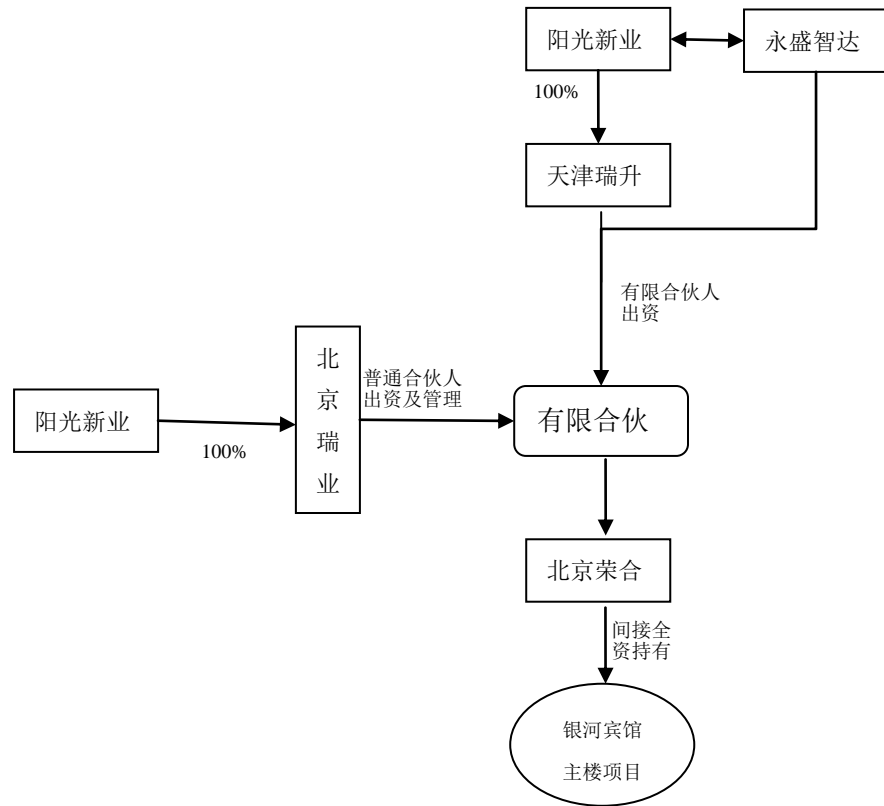 阳光新业
永盛智达
100%
天津瑞升
有限合伙人
出资
北
京
瑞
业
普通合伙人
出资及管理
阳光新业
100%
有限合伙
北京荣合
间接全
资持有
银河宾馆
主楼项目